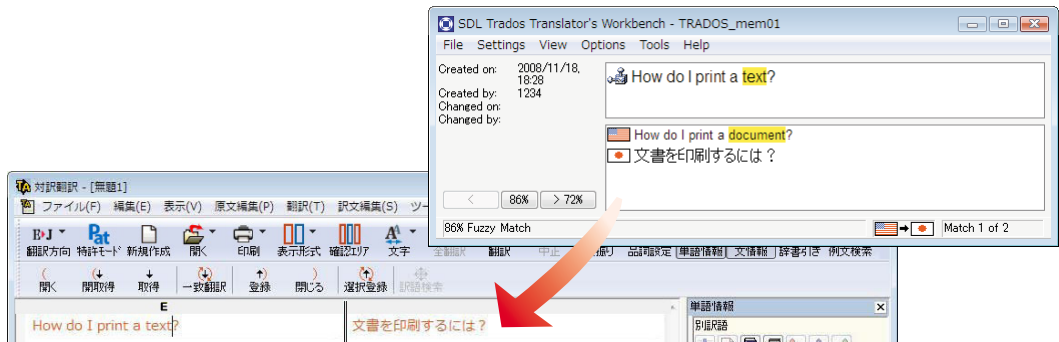 SDL Trados Translator's Workbench - TRADOS_mem01
File Settings View Options Tools Help
Created on: 2008/11/18, 18:28
Created by: 1234
Changed on:
Changed by:
How do I print a text?
How do I print a document?
文書を印刷するには？
< 86% > 72%
86% Fuzzy Match
Match 1 of 2
対訳翻訳 - [無題1]
ファイル(F) 編集(E) 表示(V) 原文編集(P) 翻訳(T) 訳文編集(S) ツー
翻訳方向 特許モード 新規作成 開く 印刷 表示形式 確認エリア 文字 全翻訳 翻訳 中止 振り 品詞設定 単語情報 文情報 辞書引き 例文検索
開く 開取得 取得 一致翻訳 登録 閉じる 選択登録 訳語検索
E
How do I print a text?
文書を印刷するには？
単語情報
別訳語